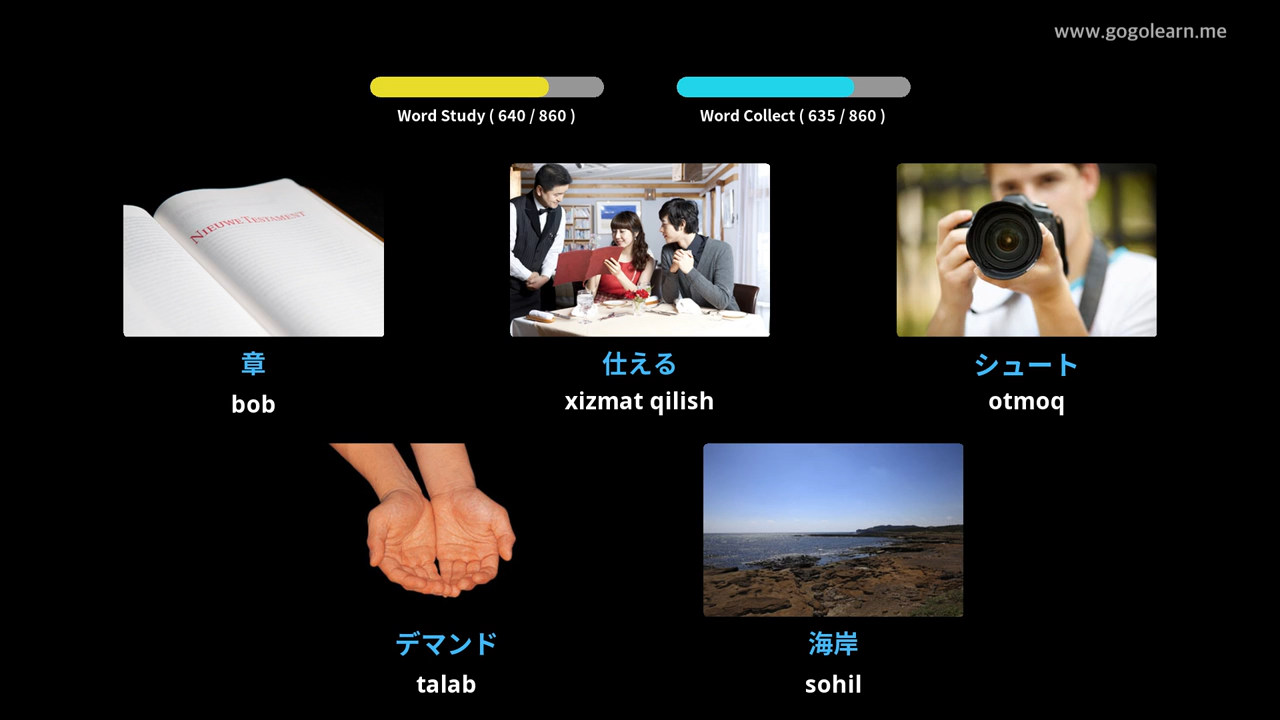 www.gogolearn.me
Word Study ( 640 / 860 )
Word Collect ( 635 / 860 )
NIEUWE TESTAMENT
章
bob
仕える
xizmat qilish
シュート
otmoq
デマンド
talab
海岸
sohil